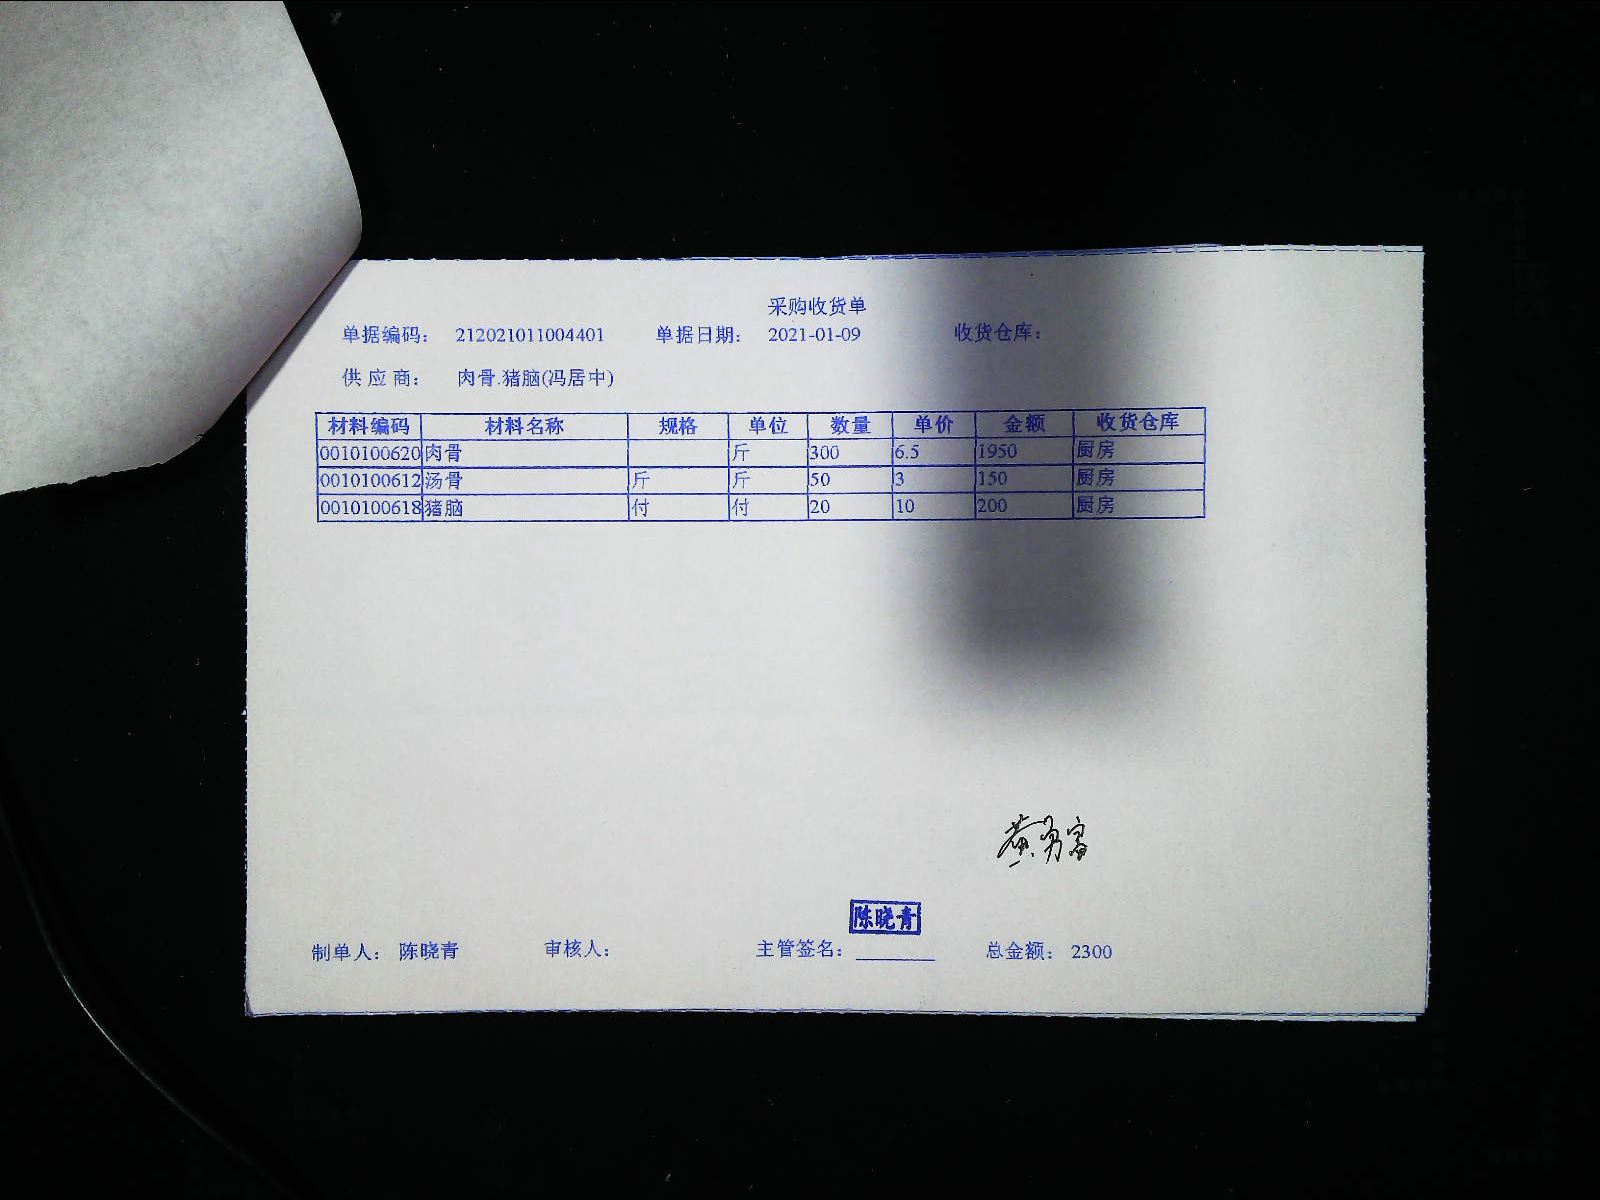 采购收货单
单据编码： 212021011004401 单据日期： 2021-01-09 收货仓库：
供应商： 肉骨.猪脑(冯居中)
材料编码 材料名称 规格 单位 数量 单价 金额 收货仓库
0010100620 肉骨 斤 300 6.5 1950 厨房
0010100612 汤骨 斤 斤 50 3 150 厨房
0010100618 猪脑 付 付 20 10 200 厨房
黄勇富
陈晓青
制单人： 陈晓青 审核人： 主管签名： 总金额： 2300